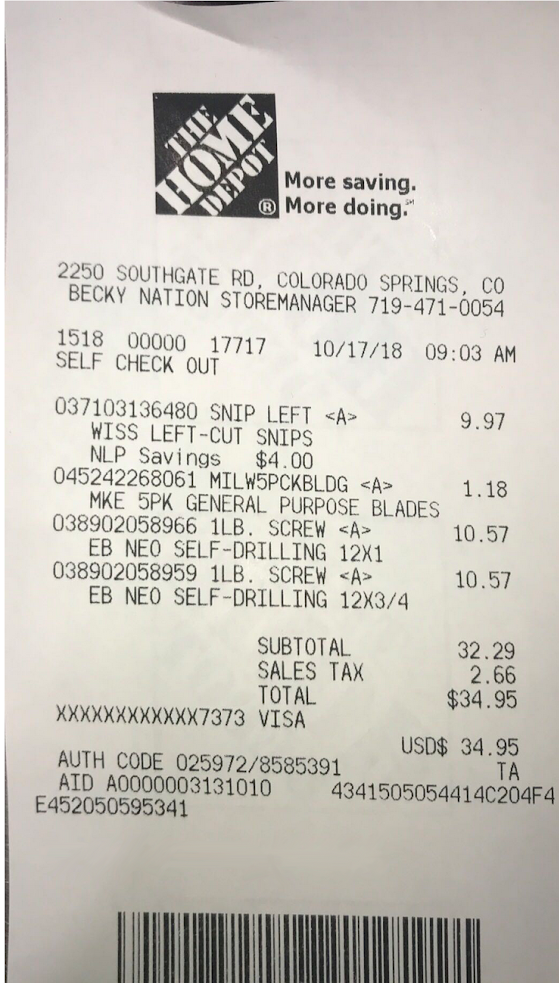 THE
HOME
DEPOT
®
More saving.
More doing.℠
2250 SOUTHGATE RD, COLORADO SPRINGS, CO
BECKY NATION STOREMANAGER 719-471-0054
1518 00000 17717 10/17/18 09:03 AM
SELF CHECK OUT
037103136480 SNIP LEFT <A> 9.97
WISS LEFT-CUT SNIPS
NLP Savings $4.00
045242268061 MILW5PCKBLDG <A> 1.18
MKE 5PK GENERAL PURPOSE BLADES
038902058966 1LB. SCREW <A> 10.57
EB NEO SELF-DRILLING 12X1
038902058959 1LB. SCREW <A> 10.57
EB NEO SELF-DRILLING 12X3/4
SUBTOTAL 32.29
SALES TAX 2.66
TOTAL $34.95
XXXXXXXXXXXX7373 VISA
USD$ 34.95
AUTH CODE 025972/8585391 TA
AID A0000003131010 4341505054414C204F4
E452050595341